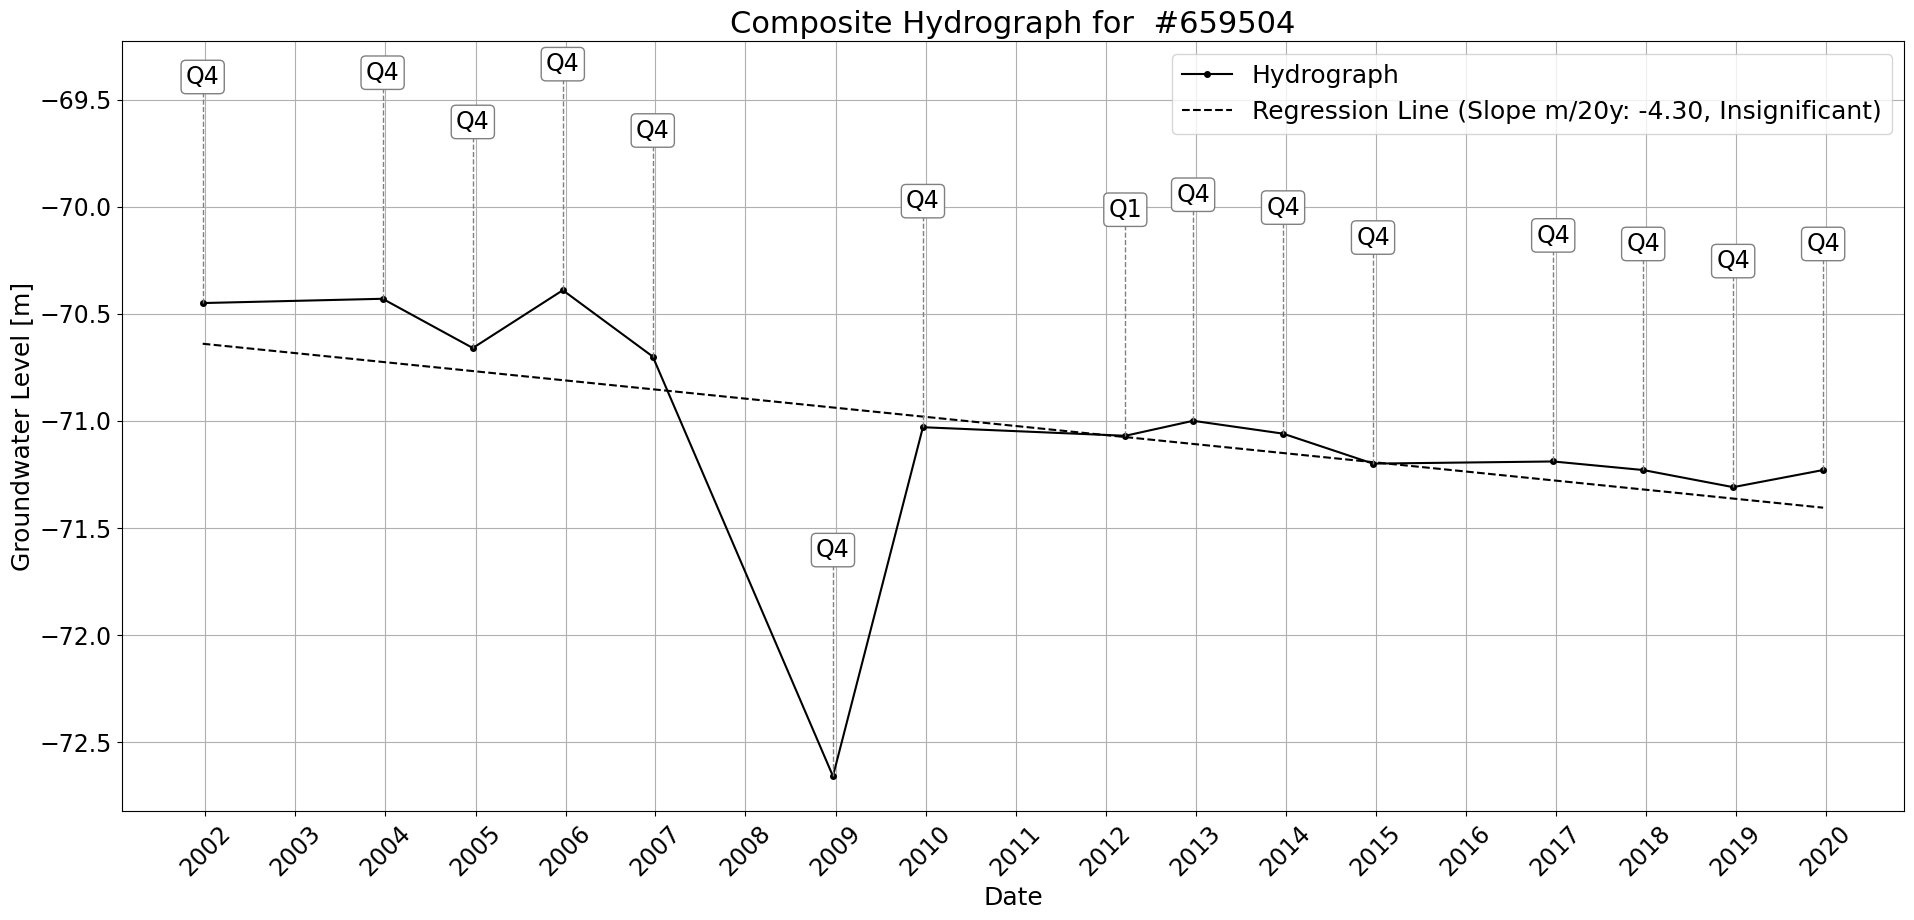 Composite Hydrograph for  #659504
Hydrograph
Regression Line (Slope m/20y: -4.30, Insignificant)
Q4
Q4
Q4
Q4
Q4
Q4
Q4
Q1
Q4
Q4
Q4
Q4
Q4
Q4
Q4
Groundwater Level [m]
−69.5
−70.0
−70.5
−71.0
−71.5
−72.0
−72.5
2002
2003
2004
2005
2006
2007
2008
2009
2010
2011
2012
2013
2014
2015
2016
2017
2018
2019
2020
Date